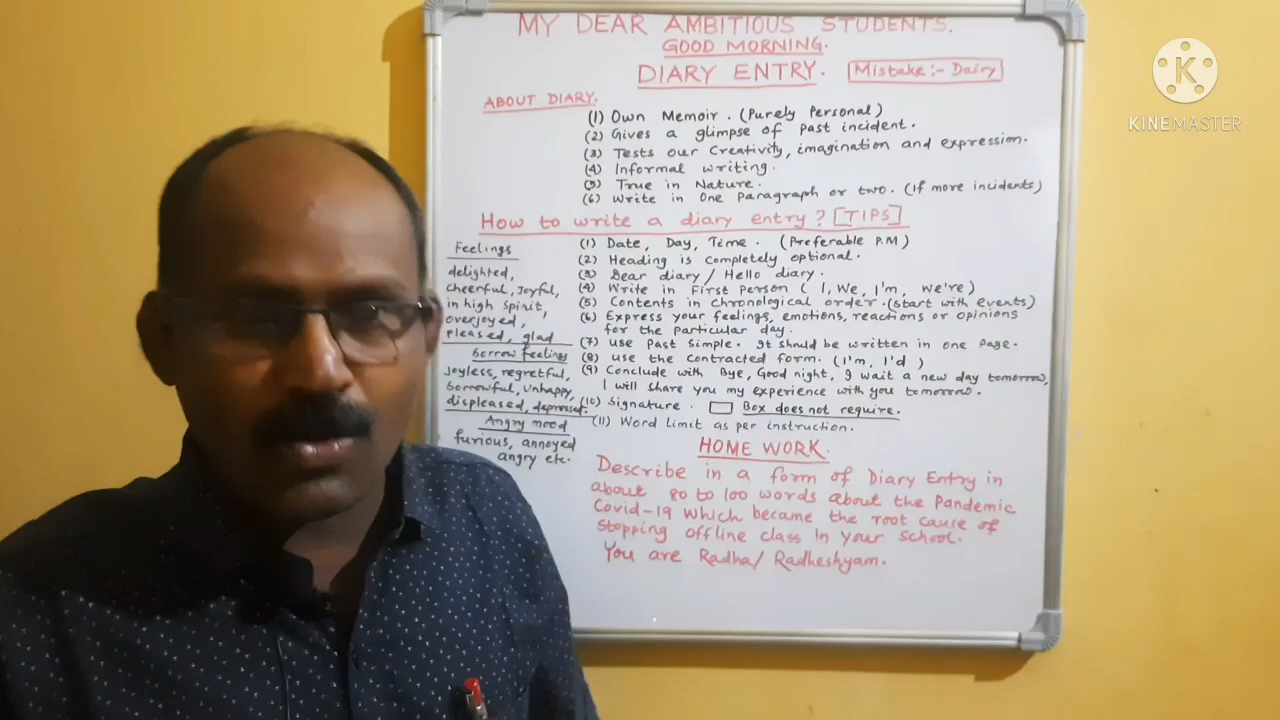 MY DEAR AMBITIOUS STUDENTS.
GOOD MORNING.
DIARY ENTRY. Mistake:- Dairy
KINEMASTER
ABOUT DIARY.
(1) Own Memoir. (Purely Personal)
(2) Gives a glimpse of past incident.
(3) Tests our Creativity, imagination and expression.
(4) Informal writing.
(5) True in Nature.
(6) Write in One Paragraph or two. (If more incidents)
How to write a diary entry? [TIPS]
(1) Date, Day, Time. (Preferable P.M)
(2) Heading is completely optional.
(3) Dear diary / Hello diary.
(4) Write in First Person (I, We, I'm, we're)
(5) Contents in chronological order. (Start with events)
(6) Express your feelings, emotions, reactions or opinions
for the particular day.
(7) use Past Simple. It should be written in one page.
(8) use the contracted form. (I'm, I'd)
(9) Conclude with Bye, Good night, I wait a new day tomorrow,
I will share you my experience with you tomorrow.
(10) Signature. Box does not require.
(11) Word limit as per instruction.
Feelings
delighted,
cheerful, Joyful,
in high spirit,
overjoyed,
pleased, glad
Sorrow feelings
Joyless, regretful,
Sorrowful, Unhappy,
displeased, depressed.
Angry mood
furious, annoyed
angry etc.
HOME WORK.
Describe in a form of Diary Entry in
about 80 to 100 words about the Pandemic
Covid-19 which became the root cause of
stopping offline class in your school.
You are Radha/ Radheshyam.